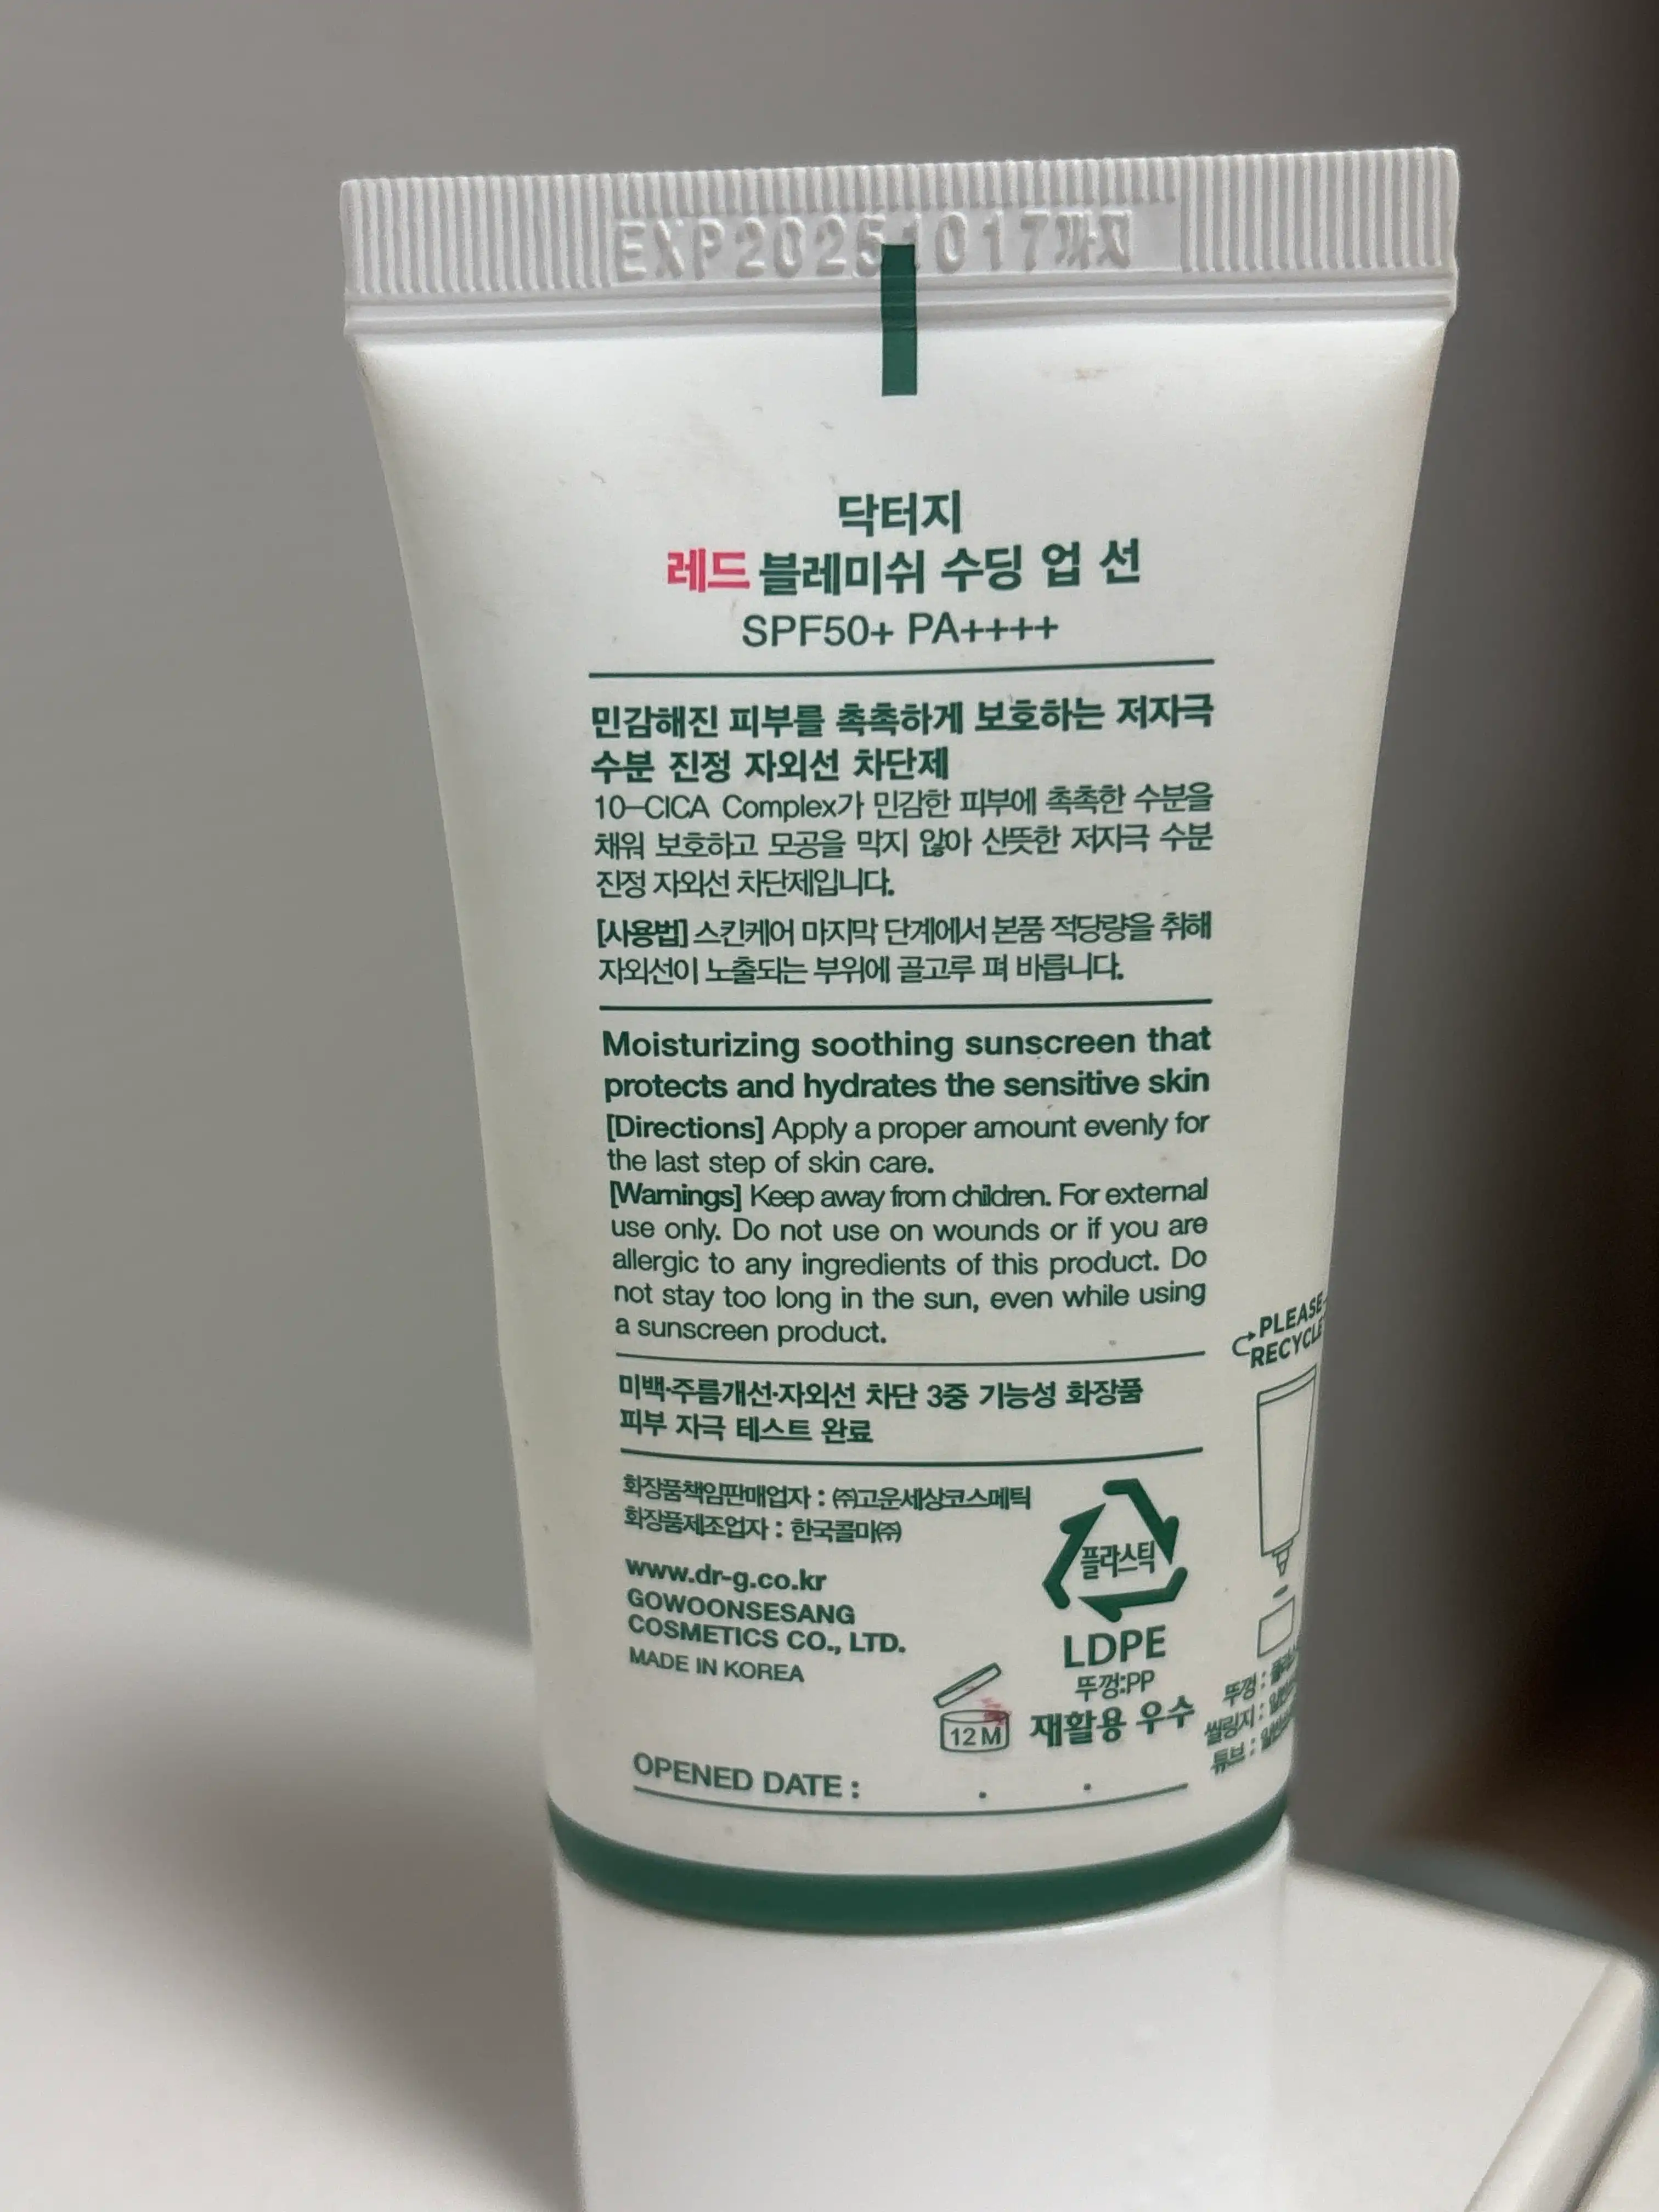 EXP20251017까지
닥터지
레드 블레미쉬 수딩 업 선
SPF50+ PA++++
민감해진 피부를 촉촉하게 보호하는 저자극
수분 진정 자외선 차단제
10-CICA Complex가 민감한 피부에 촉촉한 수분을
채워 보호하고 모공을 막지 않아 산뜻한 저자극 수분
진정 자외선 차단제입니다.
[사용법] 스킨케어 마지막 단계에서 본품 적당량을 취해
자외선이 노출되는 부위에 골고루 펴 바릅니다.
Moisturizing soothing sunscreen that
protects and hydrates the sensitive skin
[Directions] Apply a proper amount evenly for
the last step of skin care.
[Warnings] Keep away from children. For external
use only. Do not use on wounds or if you are
allergic to any ingredients of this product. Do
not stay too long in the sun, even while using
a sunscreen product.
미백·주름개선·자외선 차단 3중 기능성 화장품
피부 자극 테스트 완료
화장품책임판매업자 : ㈜고운세상코스메틱
화장품제조업자 : 한국콜마㈜
www.dr-g.co.kr
GOWOONSESANG
COSMETICS CO., LTD.
MADE IN KOREA
플라스틱
LDPE
뚜껑:PP
재활용 우수
12M
OPENED DATE : . .
PLEASE
RECYCLE
뚜껑 :
씰링지 :
튜브 :